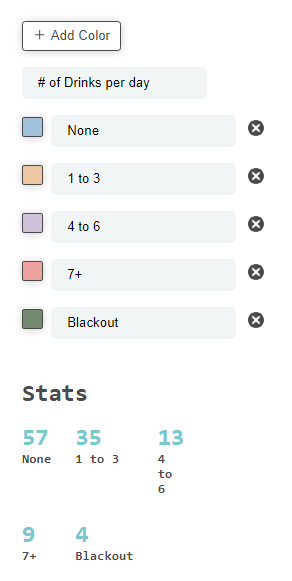 + Add Color
# of Drinks per day
None
1 to 3
4 to 6
7+
Blackout
Stats
57 35 13
None 1 to 3 4
to
6
9 4
7+ Blackout